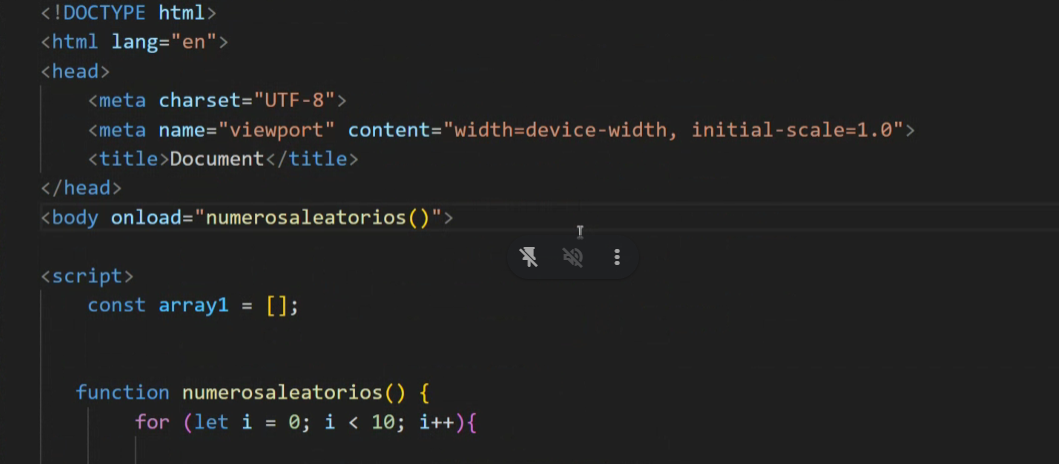 <!DOCTYPE html>
<html lang="en">
<head>
<meta charset="UTF-8">
<meta name="viewport" content="width=device-width, initial-scale=1.0">
<title>Document</title>
</head>
<body onload="numerosaleatorios()">
<script>
const array1 = [];
function numerosaleatorios() {
for (let i = 0; i < 10; i++){